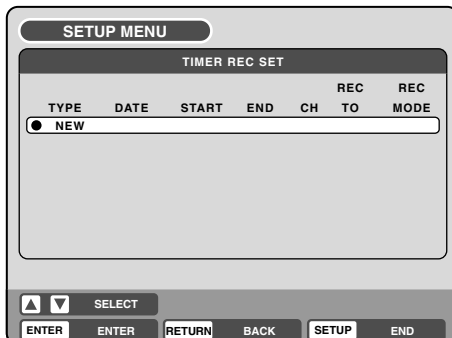 SETUP MENU
TIMER REC SET
REC REC
TYPE DATE START END CH TO MODE
● NEW
▲ ▼ SELECT
ENTER ENTER RETURN BACK SETUP END